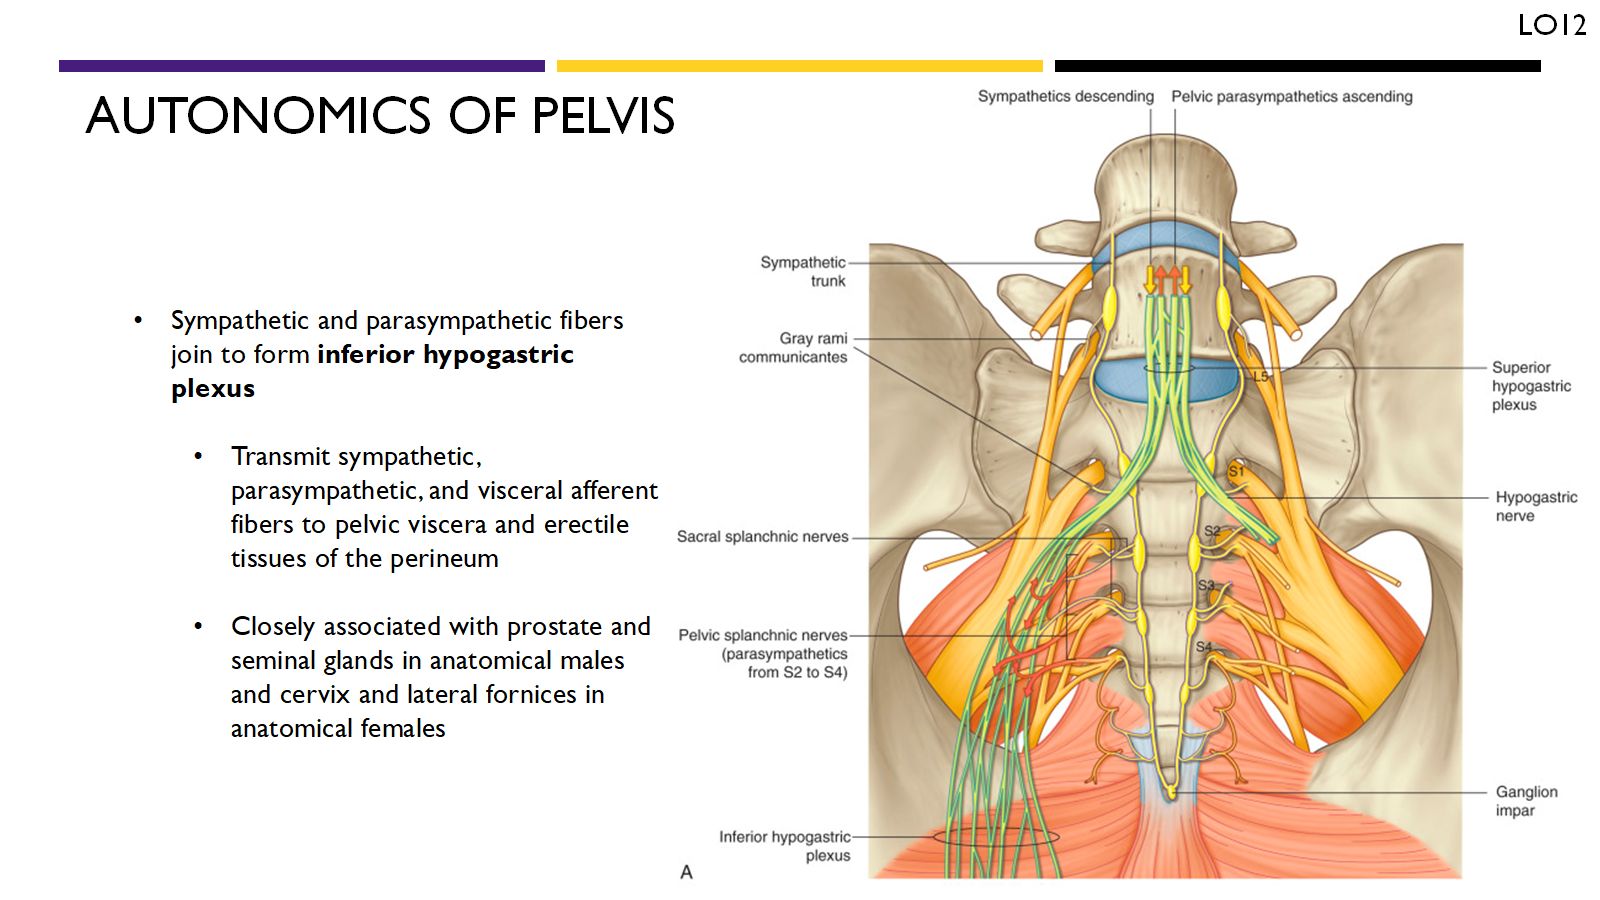 LO12
AUTONOMICS OF PELVIS
• Sympathetic and parasympathetic fibers
join to form inferior hypogastric
plexus
• Transmit sympathetic,
parasympathetic, and visceral afferent
fibers to pelvic viscera and erectile
tissues of the perineum
• Closely associated with prostate and
seminal glands in anatomical males
and cervix and lateral fornices in
anatomical females
Sympathetics descending
Pelvic parasympathetics ascending
Sympathetic
trunk
Gray rami
communicantes
Sacral splanchnic nerves
Pelvic splanchnic nerves
(parasympathetics
from S2 to S4)
Inferior hypogastric
plexus
A
L5
S1
S2
S3
S4
Superior
hypogastric
plexus
Hypogastric
nerve
Ganglion
impar